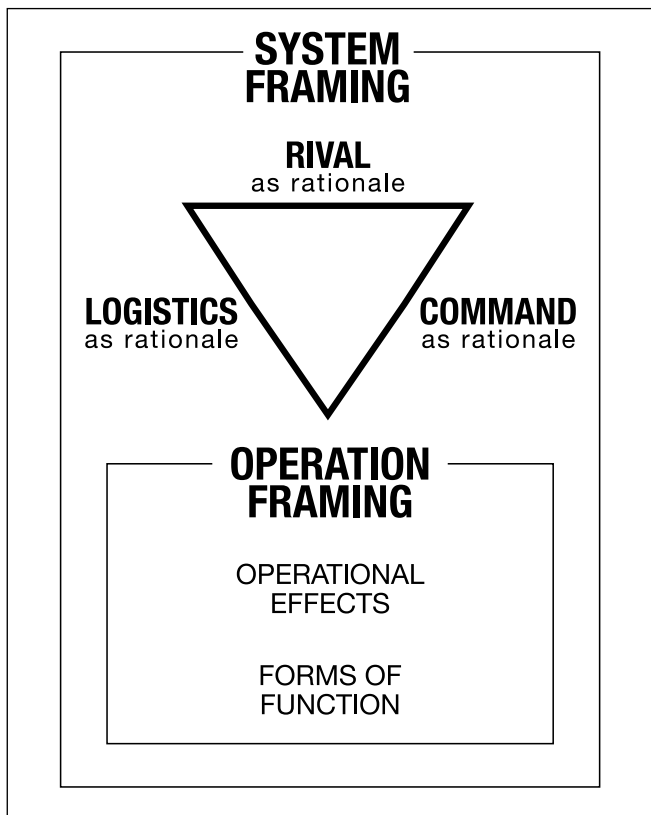 SYSTEM
FRAMING
RIVAL
as rationale
LOGISTICS
as rationale
COMMAND
as rationale
OPERATION
FRAMING
OPERATIONAL
EFFECTS
FORMS OF
FUNCTION